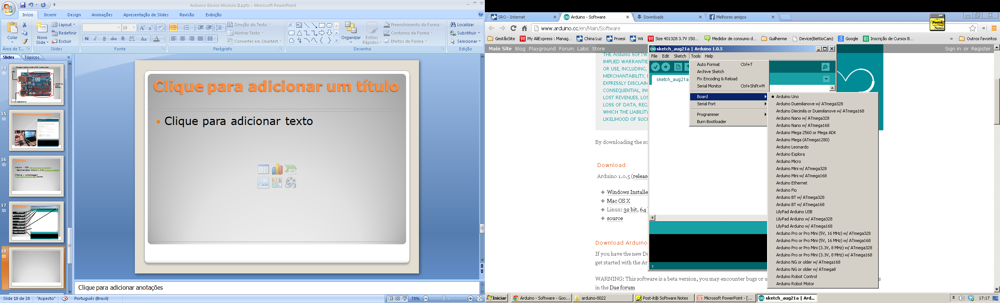 Arduino Basico Modulo II.pptx - Microsoft PowerPoint
Início Inserir Design Animações Apresentação de Slides Revisão Exibição
Colar
Área de T...
Novo Slide
Layout
Redefinir
Excluir
Slides
18
Fonte
Direção do Texto
Alinhar Texto
Converter em SmartArt
Parágrafo
Organizar
Estilos Rápidos
Preenchimento da Forma
Contorno da Forma
Efeitos de Forma
Desenho
Localizar
Substituir
Selecionar
Edição
Slides Tópicos
14
15
16
Software
17
Interface
18
Clique para adicionar um título
Clique para adicionar texto
Clique para adicionar anotações
Slide 18 de 20 "Aspecto" Português (Brasil) 78%
SRO - Internet Arduino - Software Downloads Melhores amigos
Post-it Notes
www.arduino.cc/en/Main/Software
GestãoSite My AliExpress : Manag... China Luz Proesi Wii Size 401328 3.7V 150... Medidor de consumo d... Guilherme Device(BettioCam) Google Inscrição de Cursos B... » Outros favoritos
Main Site Blog Playground Forum Labs Store Sign in or Register
THE Arduino SOFTW
IMPLIED WARRANTIE
OR USE, INCLUDING,
MERCHANTABILITY,
EXPRESSLY DISCLAIM
CONSEQUENTIAL, INC
LOST REVENUES, LOS
LOSS OF DATA, REG
WHICH THE LIABILITY
LIKELIHOOD OF SUCH
By downloading the so
Download
Arduino 1.0.5 (releas
Windows Installe
Mac OS X
Linux: 32 bit, 64
source
Download Arduino
If you have the new Du
get started with the Ar
WARNING: This software is a beta version, you may encounter bugs or u
in the Due forum
sketch_aug21a | Arduino 1.0.5
File Edit Sketch Tools Help
sketch_aug21a
Auto Format Ctrl+T
Archive Sketch
Fix Encoding & Reload
Serial Monitor Ctrl+Shift+M
Board
Serial Port
Programmer
Burn Bootloader
Arduino Uno
Arduino Duemilanove w/ ATmega328
Arduino Diecimila or Duemilanove w/ ATmega168
Arduino Nano w/ ATmega328
Arduino Nano w/ ATmega168
Arduino Mega 2560 or Mega ADK
Arduino Mega (ATmega1280)
Arduino Leonardo
Arduino Esplora
Arduino Micro
Arduino Mini w/ ATmega328
Arduino Mini w/ ATmega168
Arduino Ethernet
Arduino Fio
Arduino BT w/ ATmega328
Arduino BT w/ ATmega168
LilyPad Arduino USB
LilyPad Arduino w/ ATmega328
LilyPad Arduino w/ ATmega168
Arduino Pro or Pro Mini (5V, 16 MHz) w/ ATmega328
Arduino Pro or Pro Mini (5V, 16 MHz) w/ ATmega168
Arduino Pro or Pro Mini (3.3V, 8 MHz) w/ ATmega328
Arduino Pro or Pro Mini (3.3V, 8 MHz) w/ ATmega168
Arduino NG or older w/ ATmega168
Arduino NG or older w/ ATmega8
Arduino Robot Control
Arduino Robot Motor
1
Iniciar Arduino - Software - Goo... arduino-0022 Post-it® Software Notes Microsoft PowerPoint - [... sketch_aug21a | Ard... 17:17